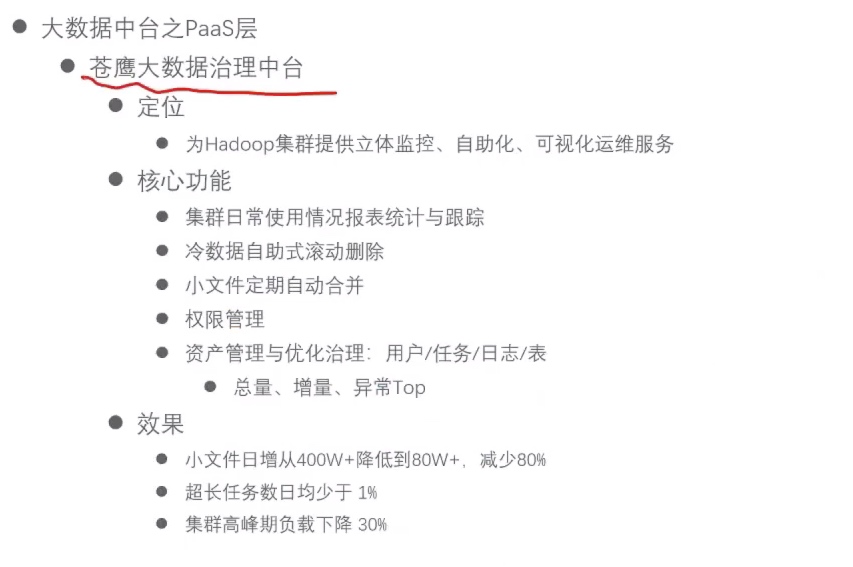 大数据中台之PaaS层
苍鹰大数据治理中台
定位
为Hadoop集群提供立体监控、自助化、可视化运维服务
核心功能
集群日常使用情况报表统计与跟踪
冷数据自助式滚动删除
小文件定期自动合并
权限管理
资产管理与优化治理：用户/任务/日志/表
总量、增量、异常Top
效果
小文件日增从400W+降低到80W+，减少80%
超长任务数日均少于 1%
集群高峰期负载下降 30%